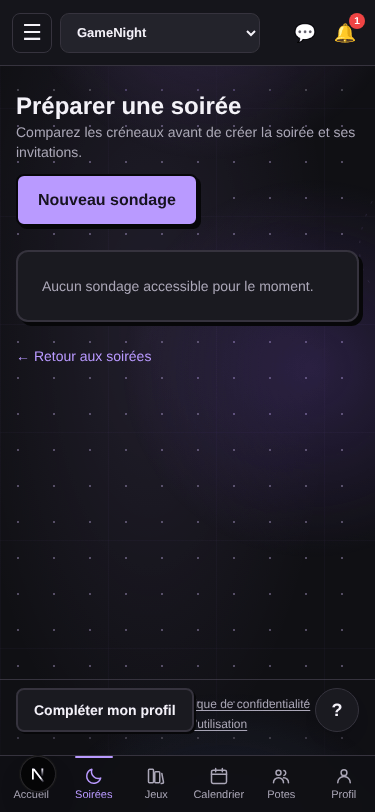 GameNight
1
Préparer une soirée
Comparez les créneaux avant de créer la soirée et ses
invitations.
Nouveau sondage
Aucun sondage accessible pour le moment.
← Retour aux soirées
Compléter mon profil
que de confidentialité
utilisation
?
N
Accueil
Soirées
Jeux
Calendrier
Potes
Profil